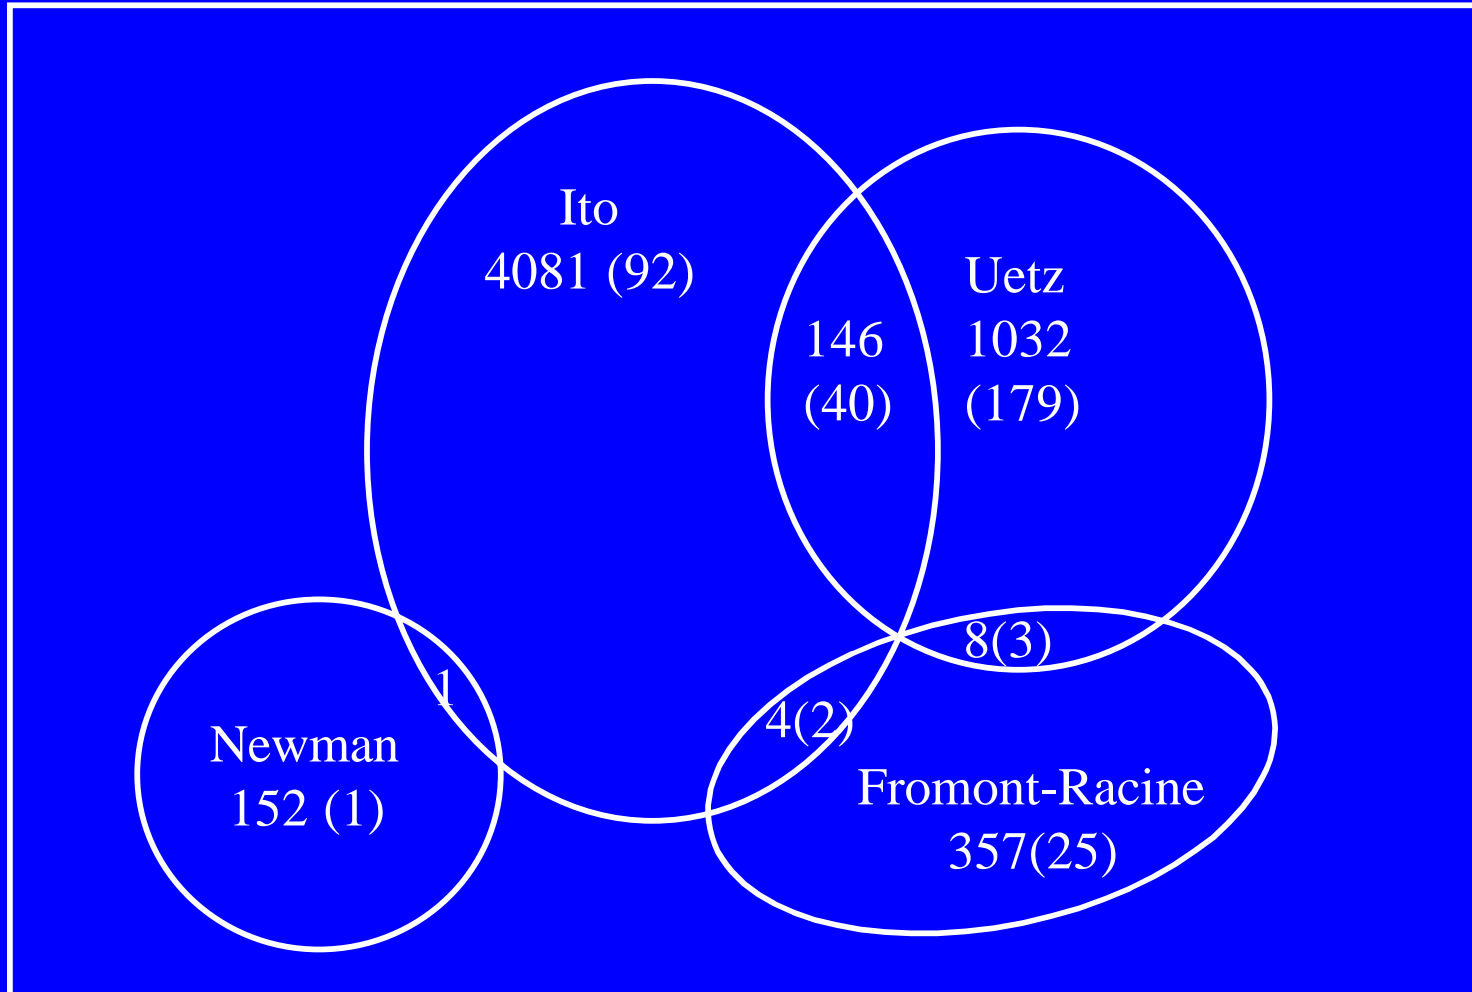 Ito
4081 (92)
Uetz
146
1032
(40)
(179)
8(3)
1
4(2)
Newman
152 (1)
Fromont-Racine
357(25)